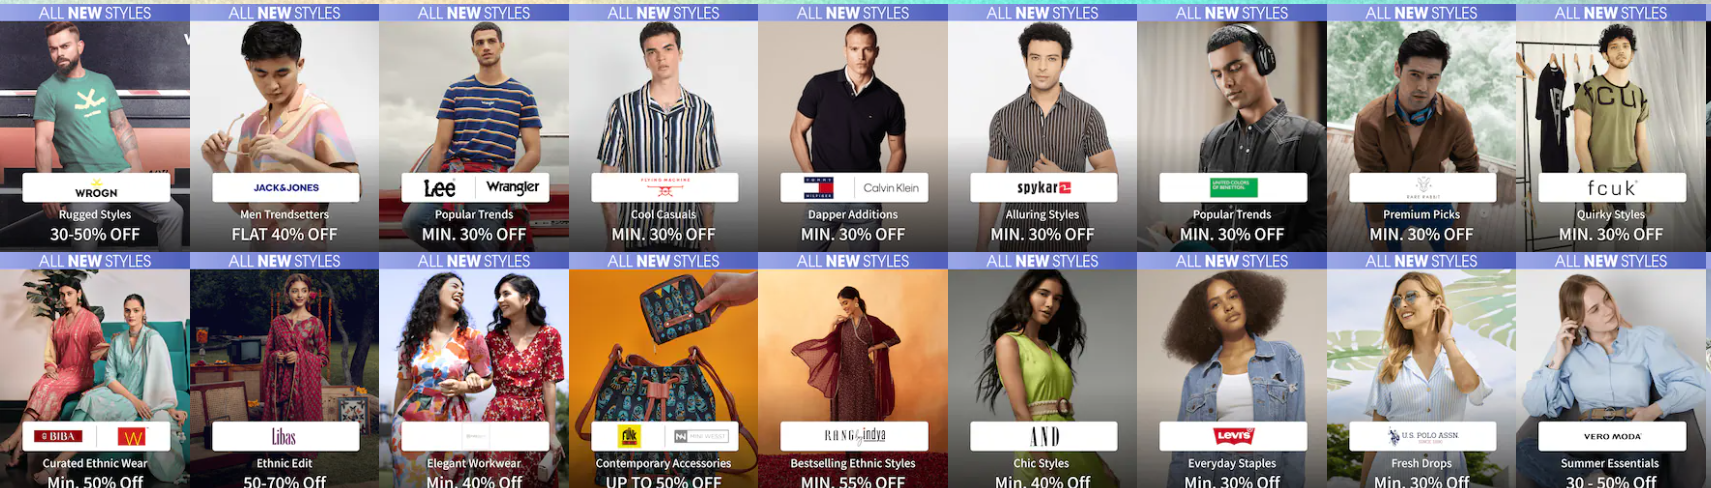 ALL NEW STYLES
WROGN
Rugged Styles
30-50% OFF
ALL NEW STYLES
JACK&JONES
Men Trendsetters
FLAT 40% OFF
ALL NEW STYLES
Lee Wrangler
Popular Trends
MIN. 30% OFF
ALL NEW STYLES
FLYING MACHINE
Cool Casuals
MIN. 30% OFF
ALL NEW STYLES
TOMMY HILFIGER Calvin Klein
Dapper Additions
MIN. 30% OFF
ALL NEW STYLES
spykar
Alluring Styles
MIN. 30% OFF
ALL NEW STYLES
UNITED COLORS
OF BENETTON
Popular Trends
MIN. 30% OFF
ALL NEW STYLES
RARE RABBIT
Premium Picks
MIN. 30% OFF
ALL NEW STYLES
fcuk
fcuk
Quirky Styles
MIN. 30% OFF
ALL NEW STYLES
BIBA W
Curated Ethnic Wear
Min. 50% Off
ALL NEW STYLES
Libas
Ethnic Edit
50-70% Off
ALL NEW STYLES
Elegant Workwear
Min. 40% Off
ALL NEW STYLES
NINE WEST
Contemporary Accessories
UP TO 50% OFF
ALL NEW STYLES
RANG by indya
Bestselling Ethnic Styles
MIN. 55% OFF
ALL NEW STYLES
AND
Chic Styles
Min. 40% Off
ALL NEW STYLES
LEVI'S
Everyday Staples
Min. 30% Off
ALL NEW STYLES
U.S. POLO ASSN.
SINCE 1890
Fresh Drops
Min. 30% Off
ALL NEW STYLES
VERO MODA
Summer Essentials
30 - 50% Off